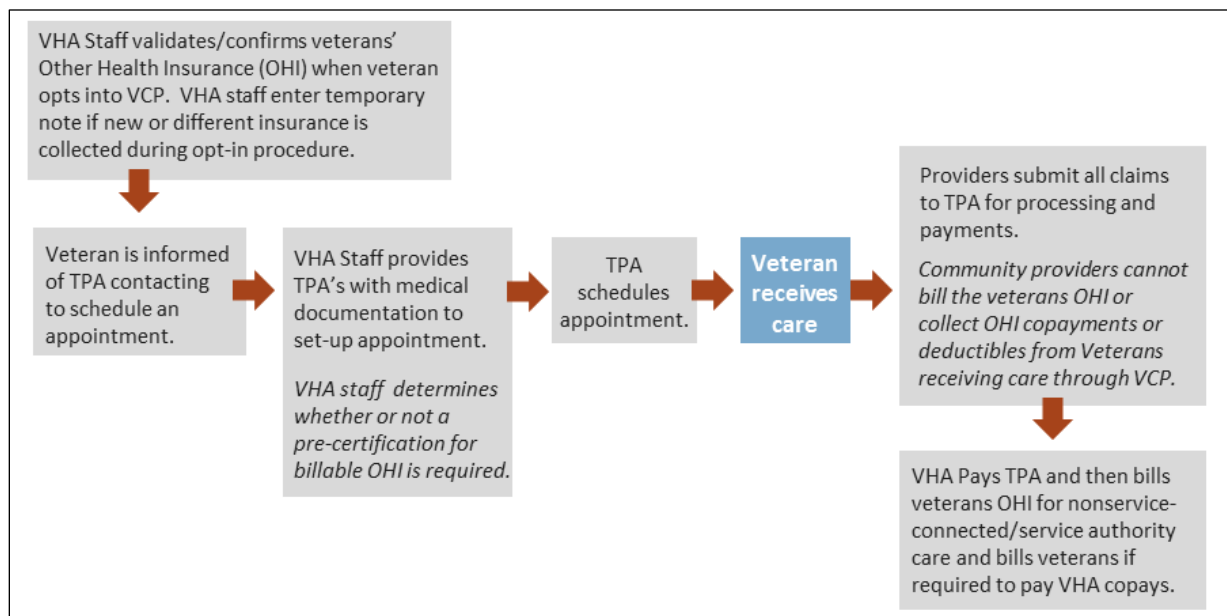 VHA Staff validates/confirms veterans’
Other Health Insurance (OHI) when veteran
opts into VCP.  VHA staff enter temporary
note if new or different insurance is
collected during opt-in procedure.
Veteran is informed
of TPA contacting
to schedule an
appointment.
VHA Staff provides
TPA’s with medical
documentation to
set-up appointment.
VHA staff  determines
whether or not a
pre-certification for
billable OHI is required.
TPA
schedules
appointment.
Veteran
receives
care
Providers submit all claims
to TPA for processing and
payments.
Community providers cannot
bill the veterans OHI or
collect OHI copayments or
deductibles from Veterans
receiving care through VCP.
VHA Pays TPA and then bills
veterans OHI for nonservice-
connected/service authority
care and bills veterans if
required to pay VHA copays.